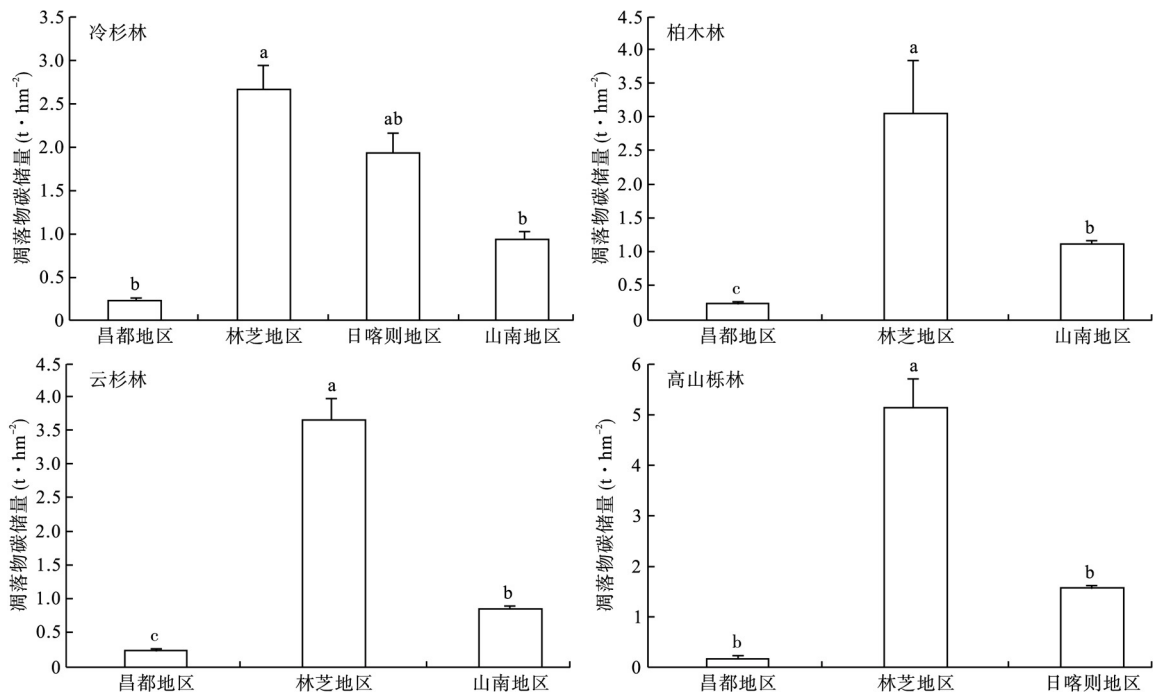 冷杉林
凋落物碳储量 (t·hm⁻²)
3.5
3.0
2.5
2.0
1.5
1.0
0.5
0
b
a
ab
b
昌都地区 林芝地区 日喀则地区 山南地区
柏木林
凋落物碳储量 (t·hm⁻²)
4.5
4.0
3.5
3.0
2.5
2.0
1.5
1.0
0.5
0
c
a
b
昌都地区 林芝地区 山南地区
云杉林
凋落物碳储量 (t·hm⁻²)
4.5
4.0
3.5
3.0
2.5
2.0
1.5
1.0
0.5
0
c
a
b
昌都地区 林芝地区 山南地区
高山栎林
凋落物碳储量 (t·hm⁻²)
6
5
4
3
2
1
0
b
a
b
昌都地区 林芝地区 日喀则地区